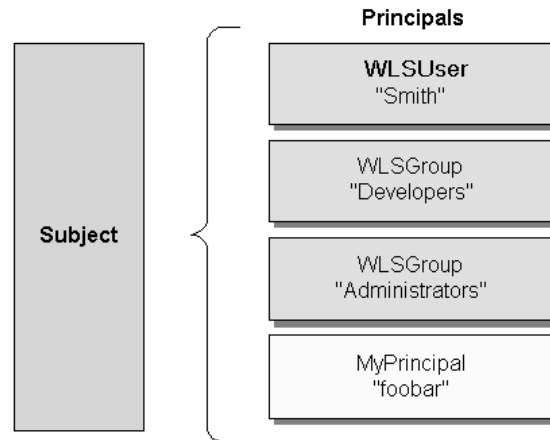 Principals
WLSUser
"Smith"
WLSGroup
"Developers"
Subject
WLSGroup
"Administrators"
MyPrincipal
"foobar"